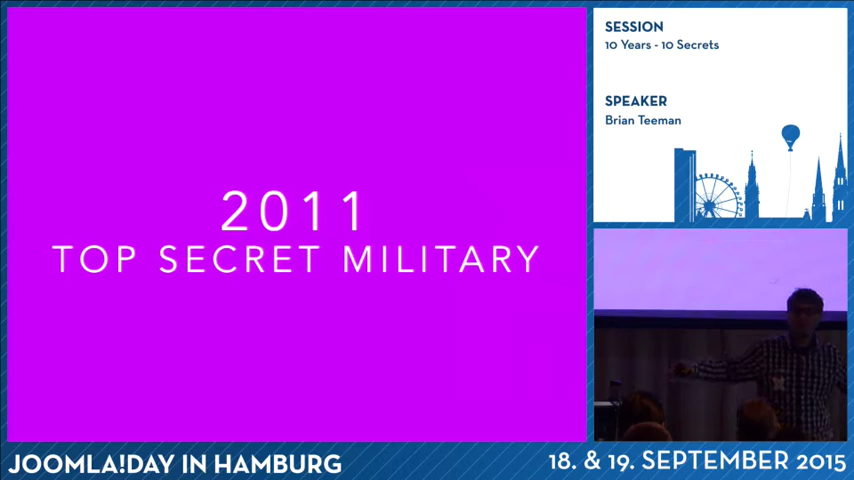 2011
TOP SECRET MILITARY
SESSION
10 Years - 10 Secrets
SPEAKER
Brian Teeman
JOOMLA!DAY IN HAMBURG
18. & 19. SEPTEMBER 2015